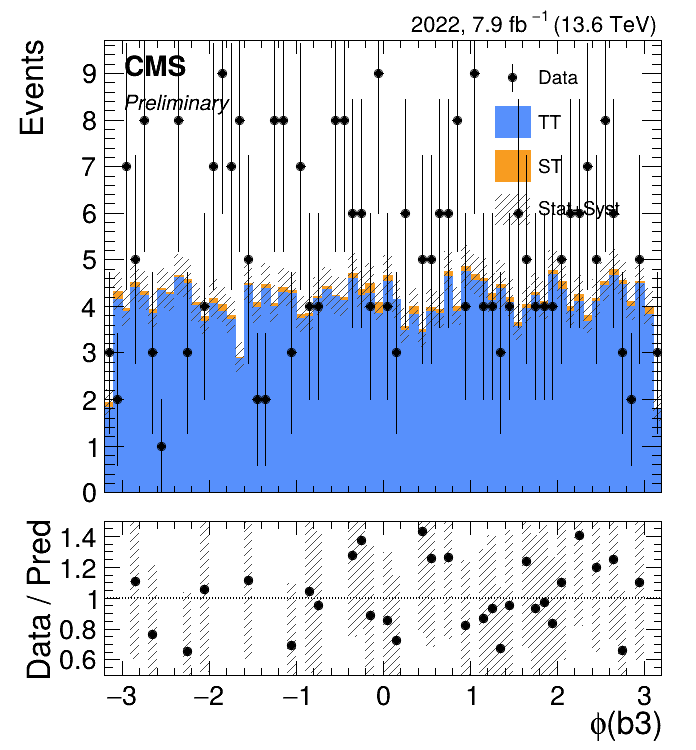 2022, 7.9 fb⁻¹ (13.6 TeV)
CMS
Preliminary
Data
TT
ST
Stat+Syst
Events
9
8
7
6
5
4
3
2
1
0
Data / Pred
1.4
1.2
1
0.8
0.6
−3 −2 −1 0 1 2 3
ϕ(b3)